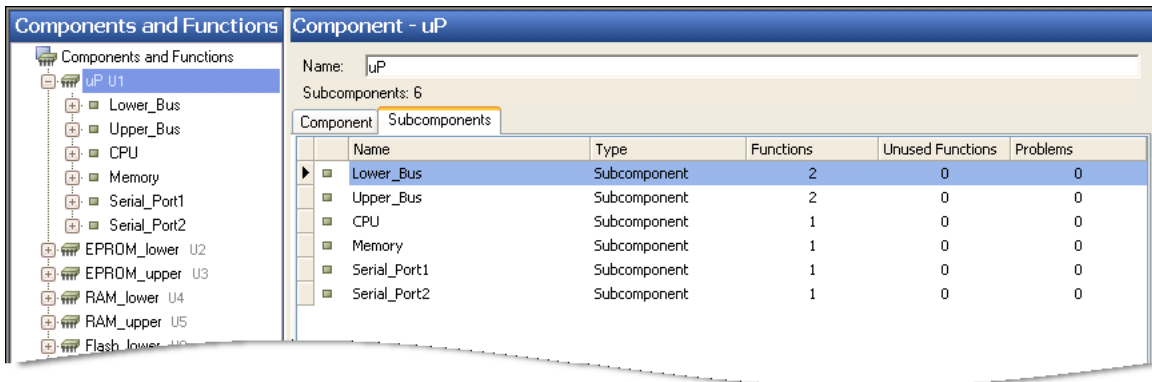 Components and Functions
Components and Functions
uP U1
Lower_Bus
Upper_Bus
CPU
Memory
Serial_Port1
Serial_Port2
EPROM_lower U2
EPROM_upper U3
RAM_lower U4
RAM_upper U5
Flash_lower
Component - uP
Name: uP
Subcomponents: 6
Component Subcomponents
Name Type Functions Unused Functions Problems
Lower_Bus Subcomponent 2 0 0
Upper_Bus Subcomponent 2 0 0
CPU Subcomponent 1 0 0
Memory Subcomponent 1 0 0
Serial_Port1 Subcomponent 1 0 0
Serial_Port2 Subcomponent 1 0 0